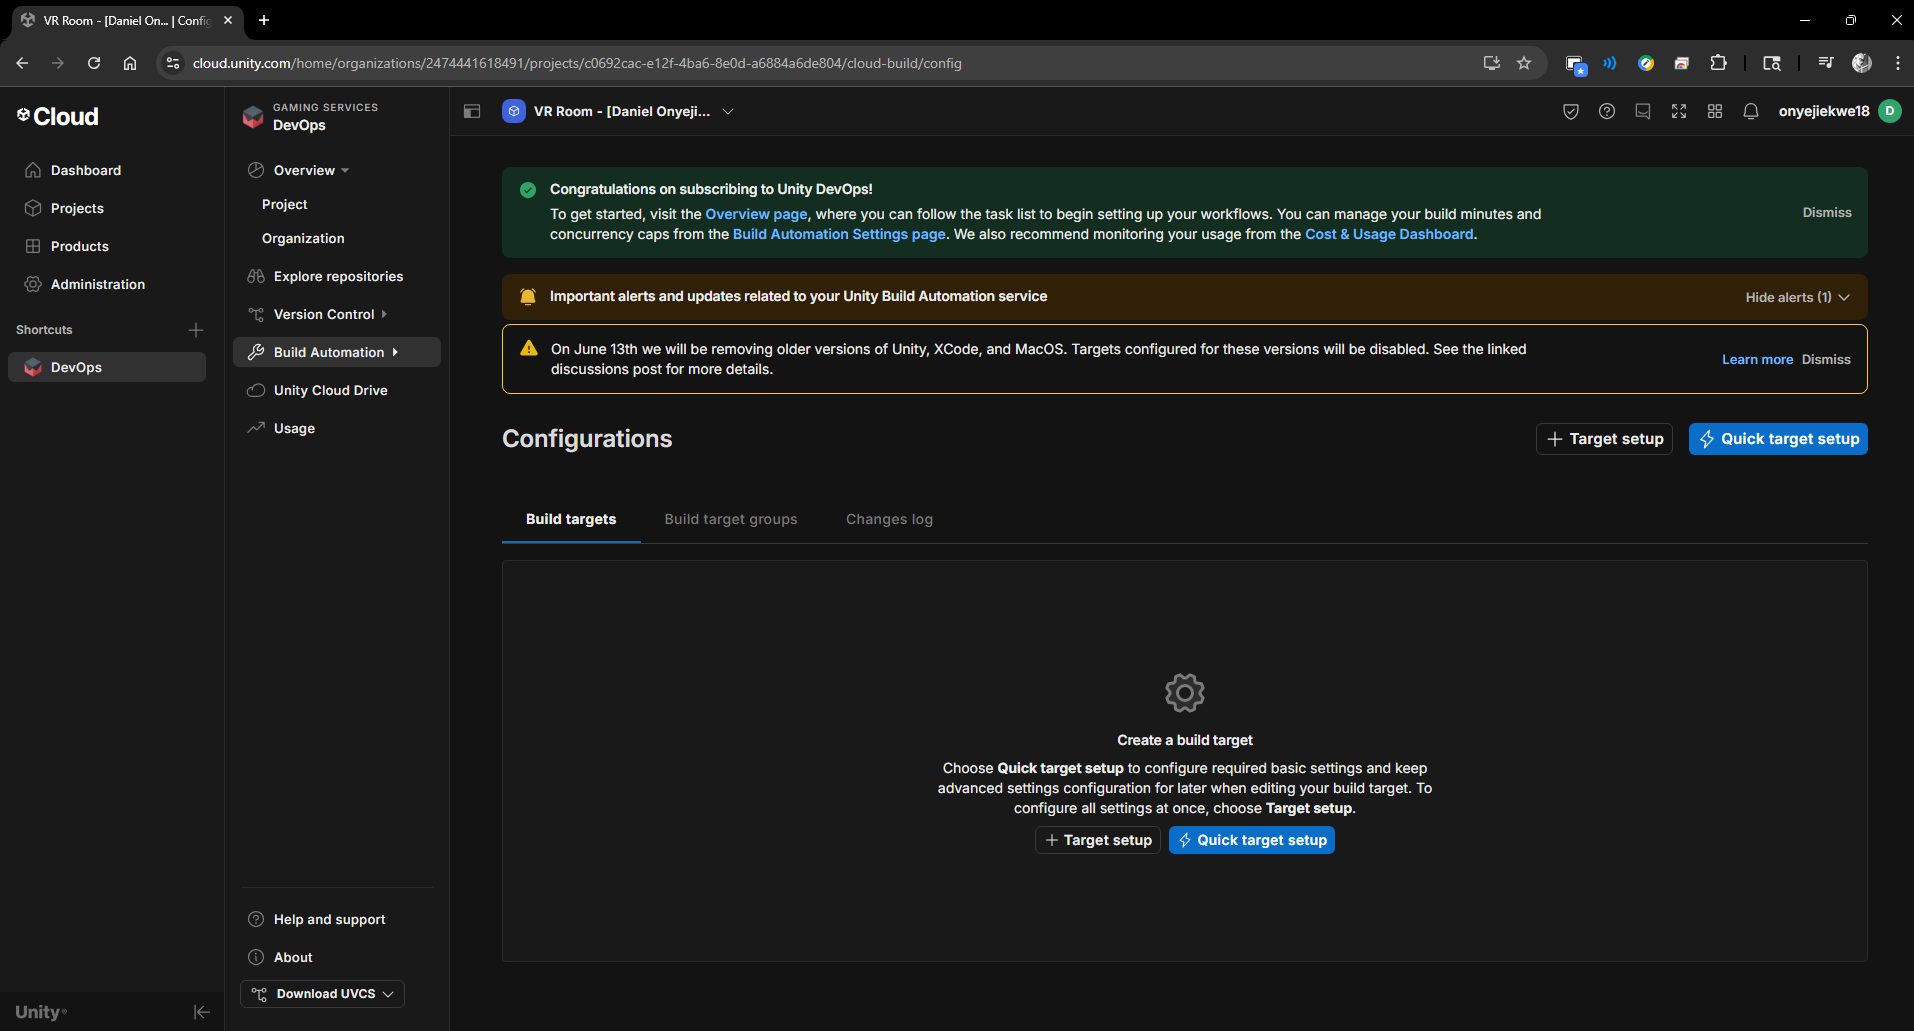 VR Room - [Daniel On... | Config
cloud.unity.com/home/organizations/2474441618491/projects/c0692cac-e12f-4ba6-8e0d-a6884a6de804/cloud-build/config
Cloud
Dashboard
Projects
Products
Administration
Shortcuts
DevOps
Unity
GAMING SERVICES
DevOps
Overview
Project
Organization
Explore repositories
Version Control
Build Automation
Unity Cloud Drive
Usage
Help and support
About
Download UVCS
VR Room - [Daniel Onyeji...
onyejiekwe18
D
Congratulations on subscribing to Unity DevOps!
To get started, visit the Overview page, where you can follow the task list to begin setting up your workflows. You can manage your build minutes and
concurrency caps from the Build Automation Settings page. We also recommend monitoring your usage from the Cost & Usage Dashboard.
Dismiss
Important alerts and updates related to your Unity Build Automation service
Hide alerts (1)
On June 13th we will be removing older versions of Unity, XCode, and MacOS. Targets configured for these versions will be disabled. See the linked
discussions post for more details.
Learn more Dismiss
Configurations
Target setup
Quick target setup
Build targets
Build target groups
Changes log
Create a build target
Choose Quick target setup to configure required basic settings and keep
advanced settings configuration for later when editing your build target. To
configure all settings at once, choose Target setup.
Target setup
Quick target setup